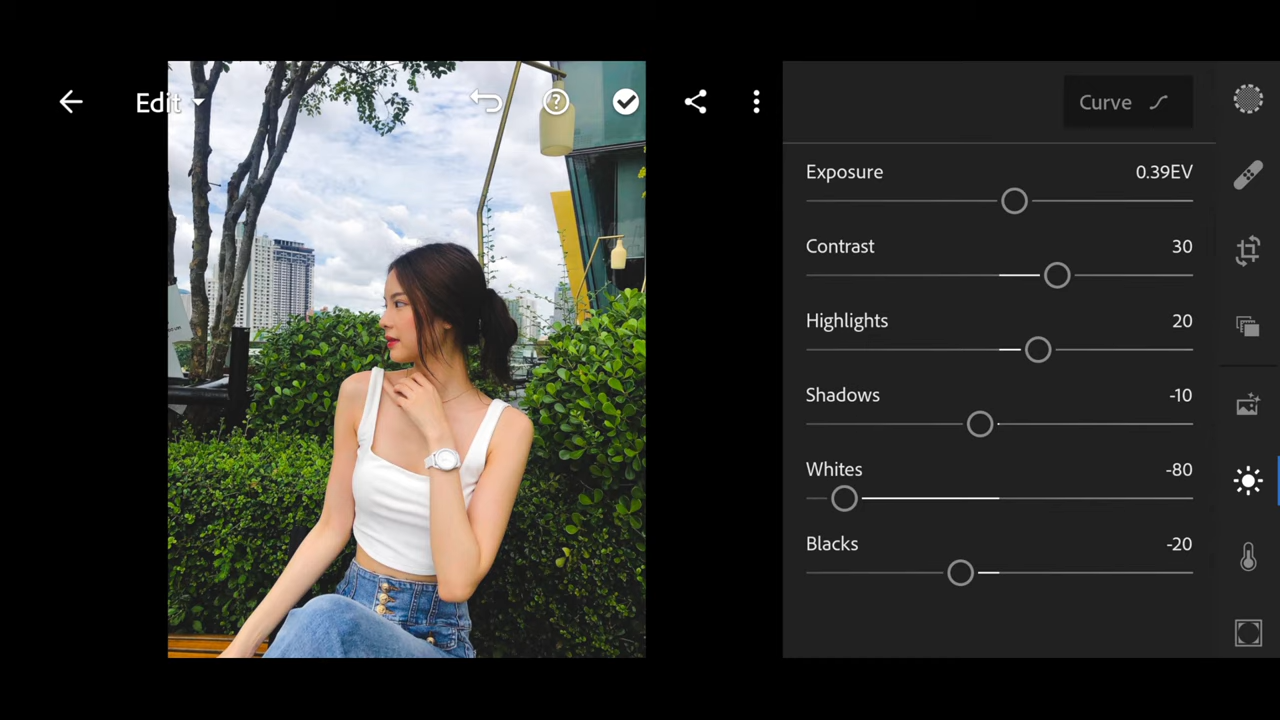 Edit
Curve
Exposure 0.39EV
Contrast 30
Highlights 20
Shadows -10
Whites -80
Blacks -20